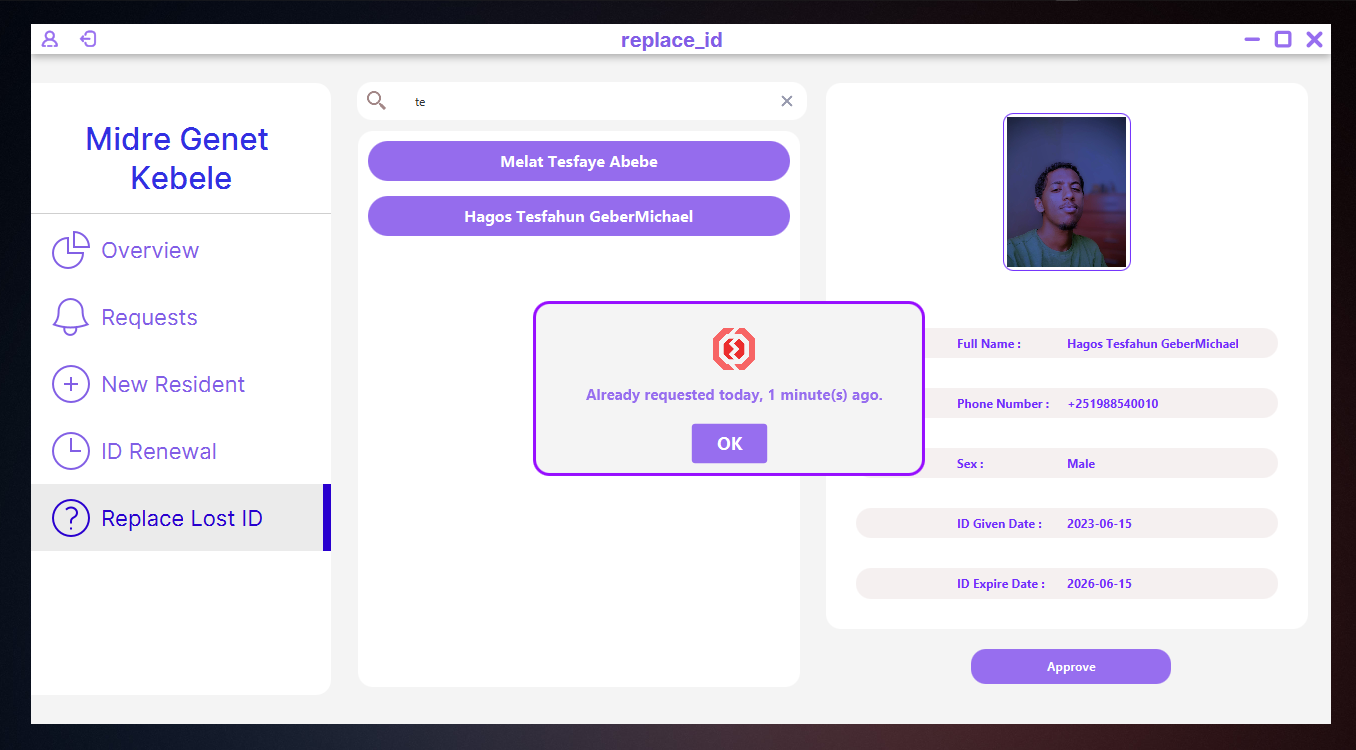 replace_id
Midre Genet
Kebele
Overview
Requests
New Resident
ID Renewal
Replace Lost ID
te
Melat Tesfaye Abebe
Hagos Tesfahun GeberMichael
Already requested today, 1 minute(s) ago.
OK
Full Name : Hagos Tesfahun GeberMichael
Phone Number : +251988540010
Sex : Male
ID Given Date : 2023-06-15
ID Expire Date : 2026-06-15
Approve